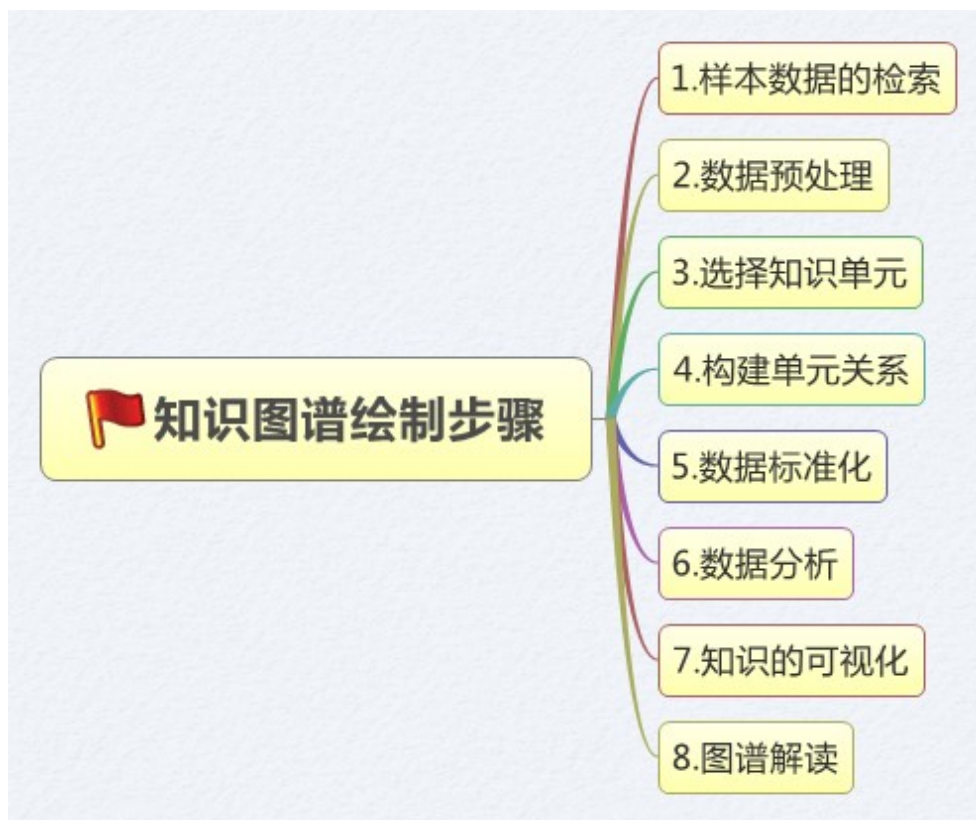 知识图谱绘制步骤
1.样本数据的检索
2.数据预处理
3.选择知识单元
4.构建单元关系
5.数据标准化
6.数据分析
7.知识的可视化
8.图谱解读